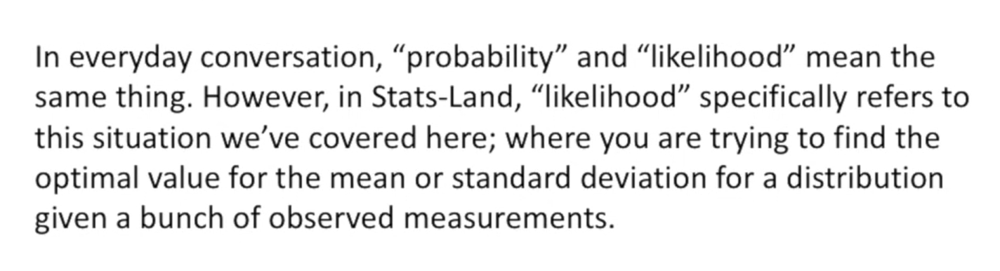 In everyday conversation, “probability” and “likelihood” mean the
same thing. However, in Stats-Land, “likelihood” specifically refers to
this situation we’ve covered here; where you are trying to find the
optimal value for the mean or standard deviation for a distribution
given a bunch of observed measurements.